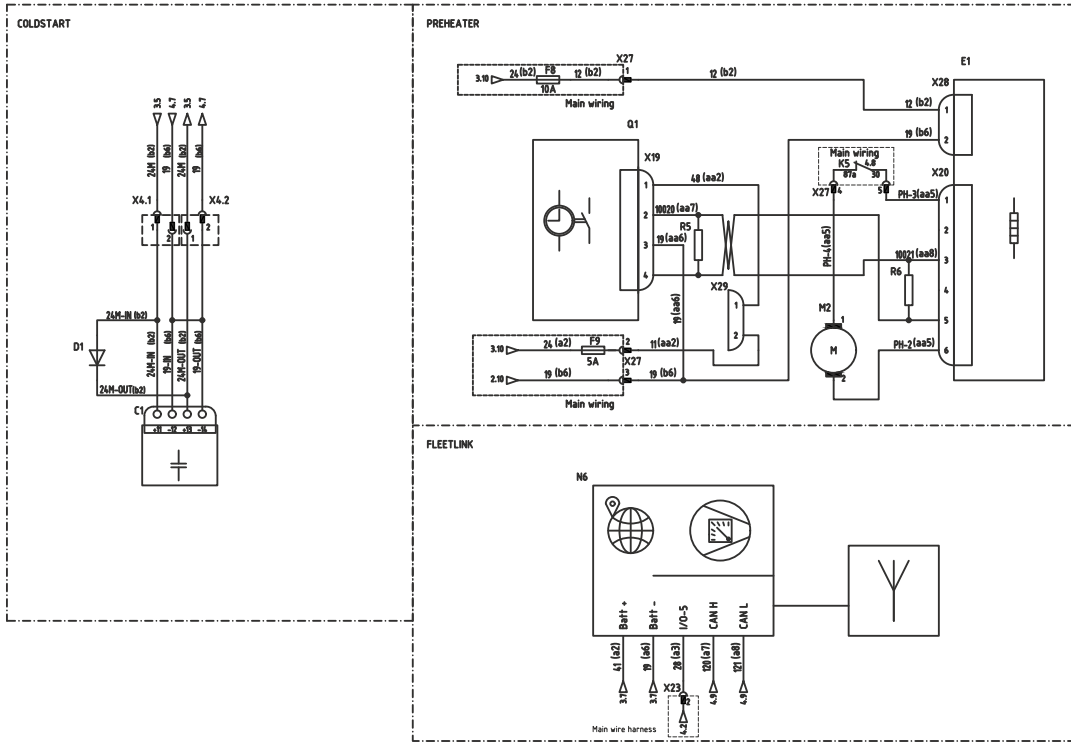 COLDSTART
3.5
4.7
3.5
4.7
24M (b2)
19 (b6)
24M (b2)
19 (b6)
X4.1
X4.2
1
2
1
2
24M-IN (b2)
D1
24M-IN (b2)
19-IN (b6)
24M-OUT (b2)
19-OUT (b6)
24M-OUT(b2)
C1
+11
-12
+13
-14
PREHEATER
3.10
24(b2)
F8
10A
12 (b2)
X27
1
Main wiring
12 (b2)
E1
X28
12 (b2)
1
19 (b6)
2
Q1
X19
1
2
3
4
48 (aa2)
10020 (aa7)
19 (aa6)
R5
19 (aa6)
X29
1
2
Main wiring
K5
4.8
87a
30
X27
4
5
X20
PH-3(aa5)
1
2
3
4
5
6
PH-4(aa5)
10021 (aa8)
R6
M2
1
M
2
PH-2(aa5)
3.10
24 (a2)
F9
5A
2
X27
11(aa2)
2.10
19 (b6)
3
19 (b6)
Main wiring
FLEETLINK
N6
Batt +
Batt -
I/O-5
CAN H
CAN L
41 (a2)
19 (a6)
28 (a3)
120 (a7)
121 (a8)
3.7
3.7
X23
2
4.2
4.9
4.9
Main wire harness